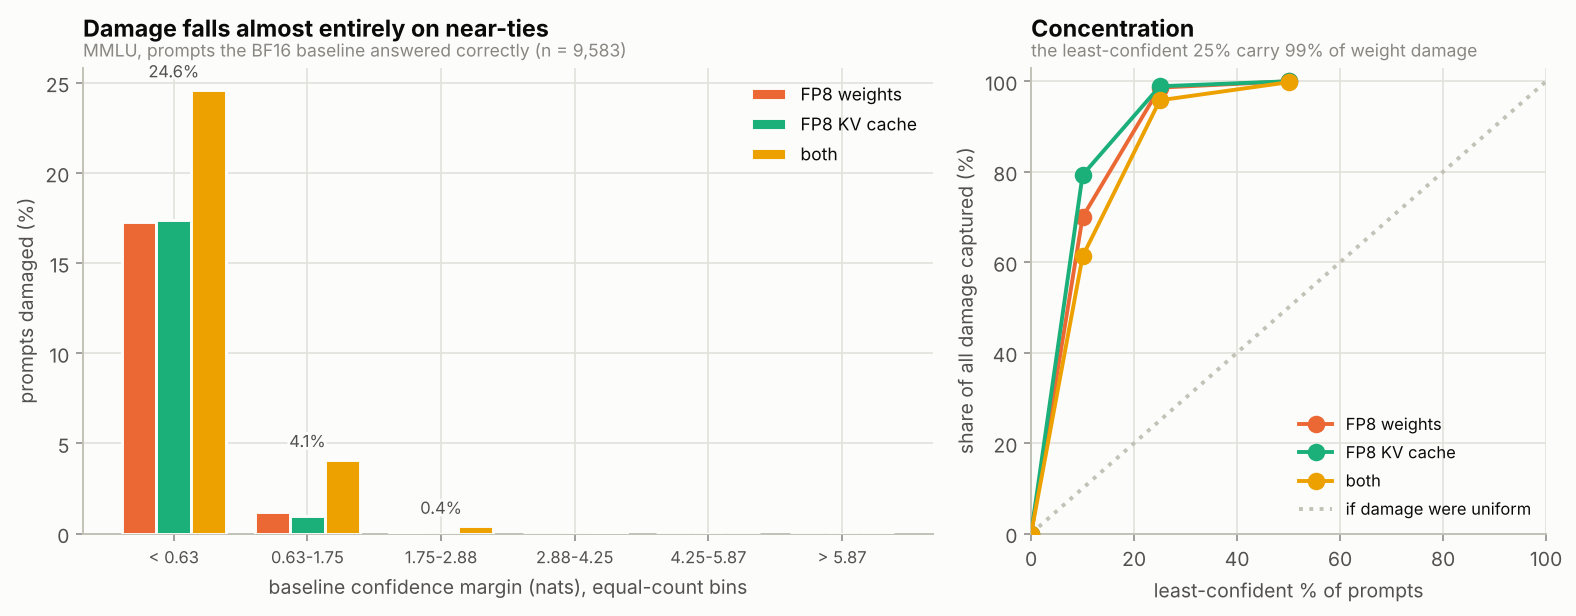 Damage falls almost entirely on near-ties
MMLU, prompts the BF16 baseline answered correctly (n = 9,583)
24.6%
4.1%
0.4%
FP8 weights
FP8 KV cache
both
25
20
15
10
5
0
prompts damaged (%)
< 0.63
0.63-1.75
1.75-2.88
2.88-4.25
4.25-5.87
> 5.87
baseline confidence margin (nats), equal-count bins
Concentration
the least-confident 25% carry 99% of weight damage
100
80
60
40
20
0
share of all damage captured (%)
FP8 weights
FP8 KV cache
both
if damage were uniform
0
20
40
60
80
100
least-confident % of prompts